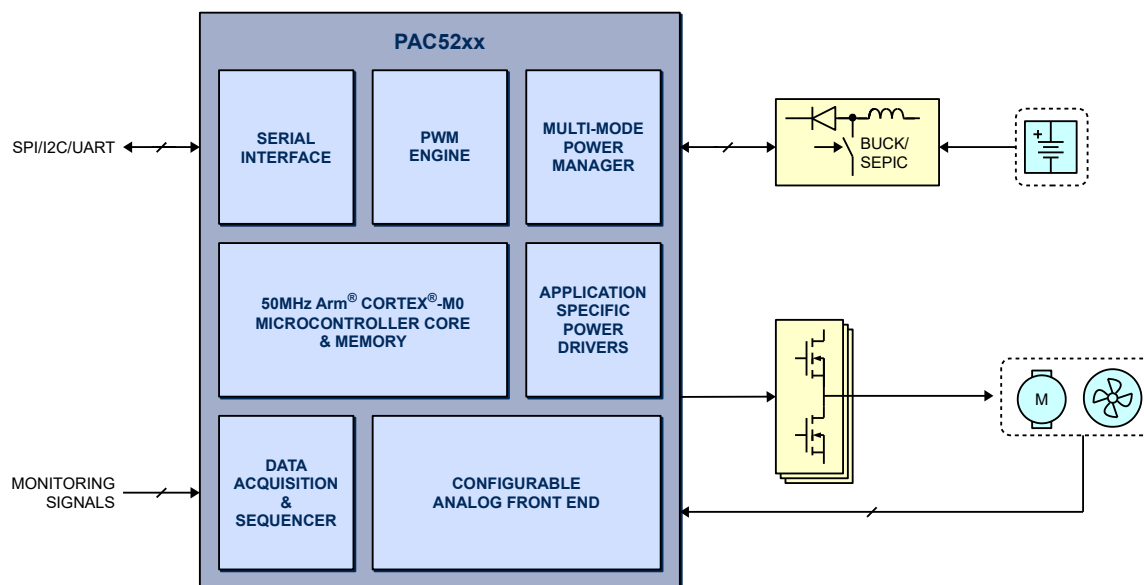 PAC52xx
SERIAL
INTERFACE
PWM
ENGINE
MULTI-MODE
POWER
MANAGER
SPI/I2C/UART
BUCK/
SEPIC
+
50MHz Arm® CORTEX®-M0
MICROCONTROLLER CORE
& MEMORY
APPLICATION
SPECIFIC
POWER
DRIVERS
M
MONITORING
SIGNALS
DATA
ACQUISITION
&
SEQUENCER
CONFIGURABLE
ANALOG FRONT END